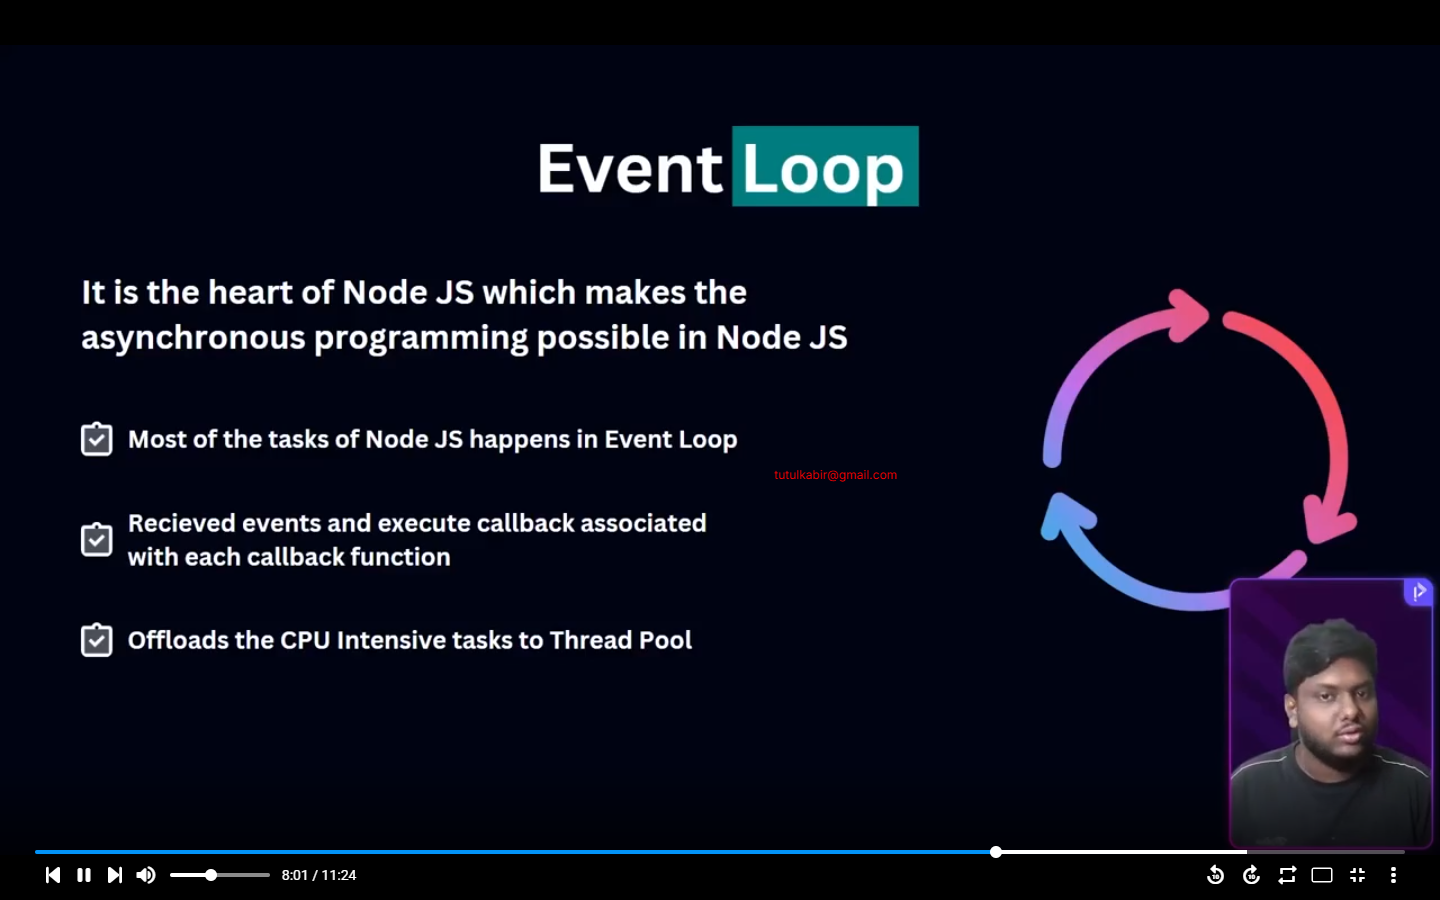 Event Loop
It is the heart of Node JS which makes the
asynchronous programming possible in Node JS
Most of the tasks of Node JS happens in Event Loop
tutulkabir@gmail.com
Recieved events and execute callback associated
with each callback function
Offloads the CPU Intensive tasks to Thread Pool
8:01 / 11:24
10
10